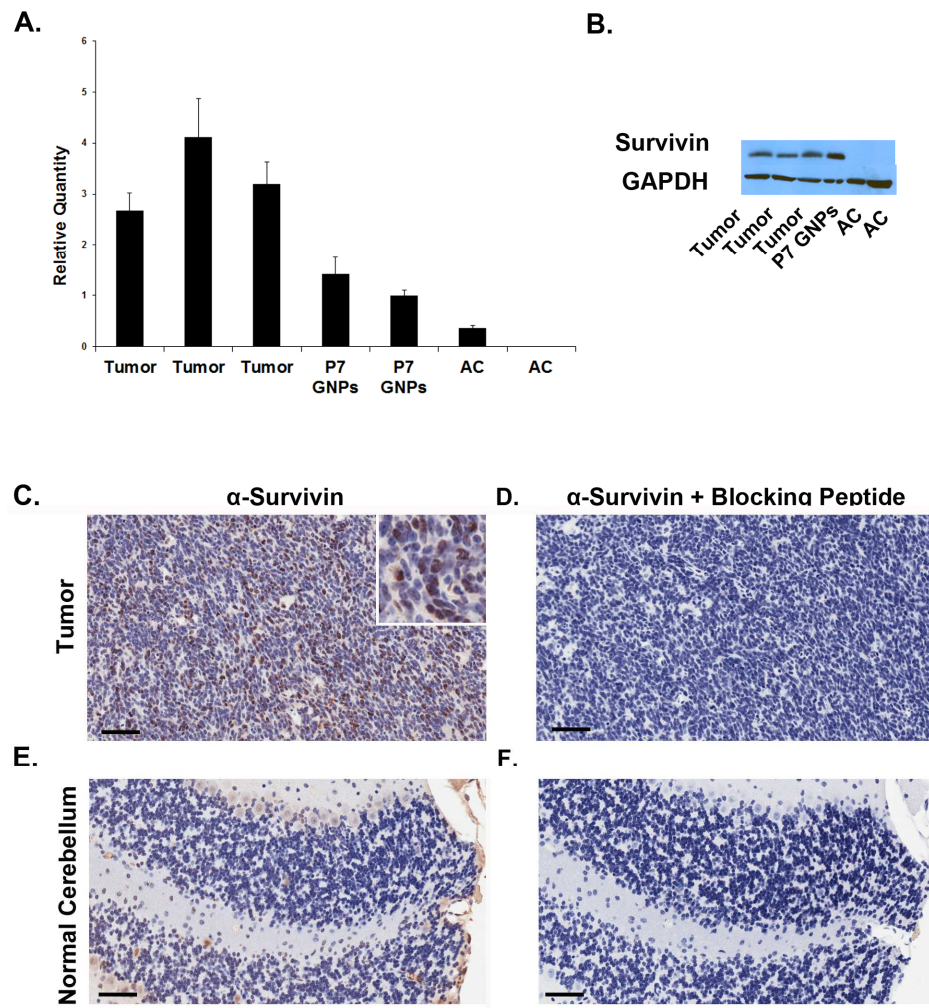 A.
6
5
4
3
2
1
0
Relative Quantity
Tumor
Tumor
Tumor
P7
GNPs
P7
GNPs
AC
AC
B.
Survivin
GAPDH
Tumor
Tumor
Tumor
P7 GNPs
AC
AC
C.
α-Survivin
D.
α-Survivin + Blocking Peptide
Tumor
E.
F.
Normal Cerebellum